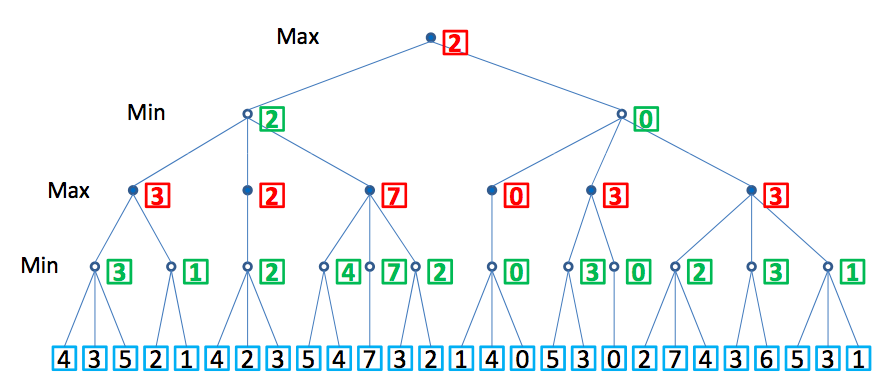 Max 2
Min 2 0
Max 3 2 7 0 3 3
Min 3 1 2 4 7 2 0 3 0 2 3 1
4 3 5 2 1 4 2 3 5 4 7 3 2 1 4 0 5 3 0 2 7 4 3 6 5 3 1